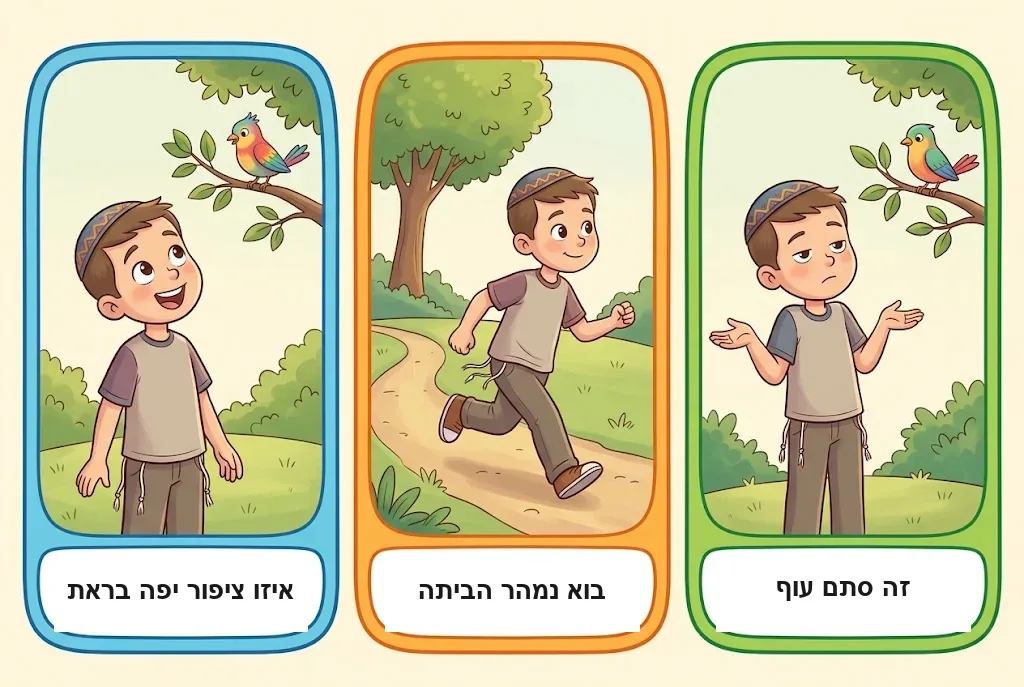 זה סתם עוף
בוא נמהר הביתה
איזו ציפור יפה בראת